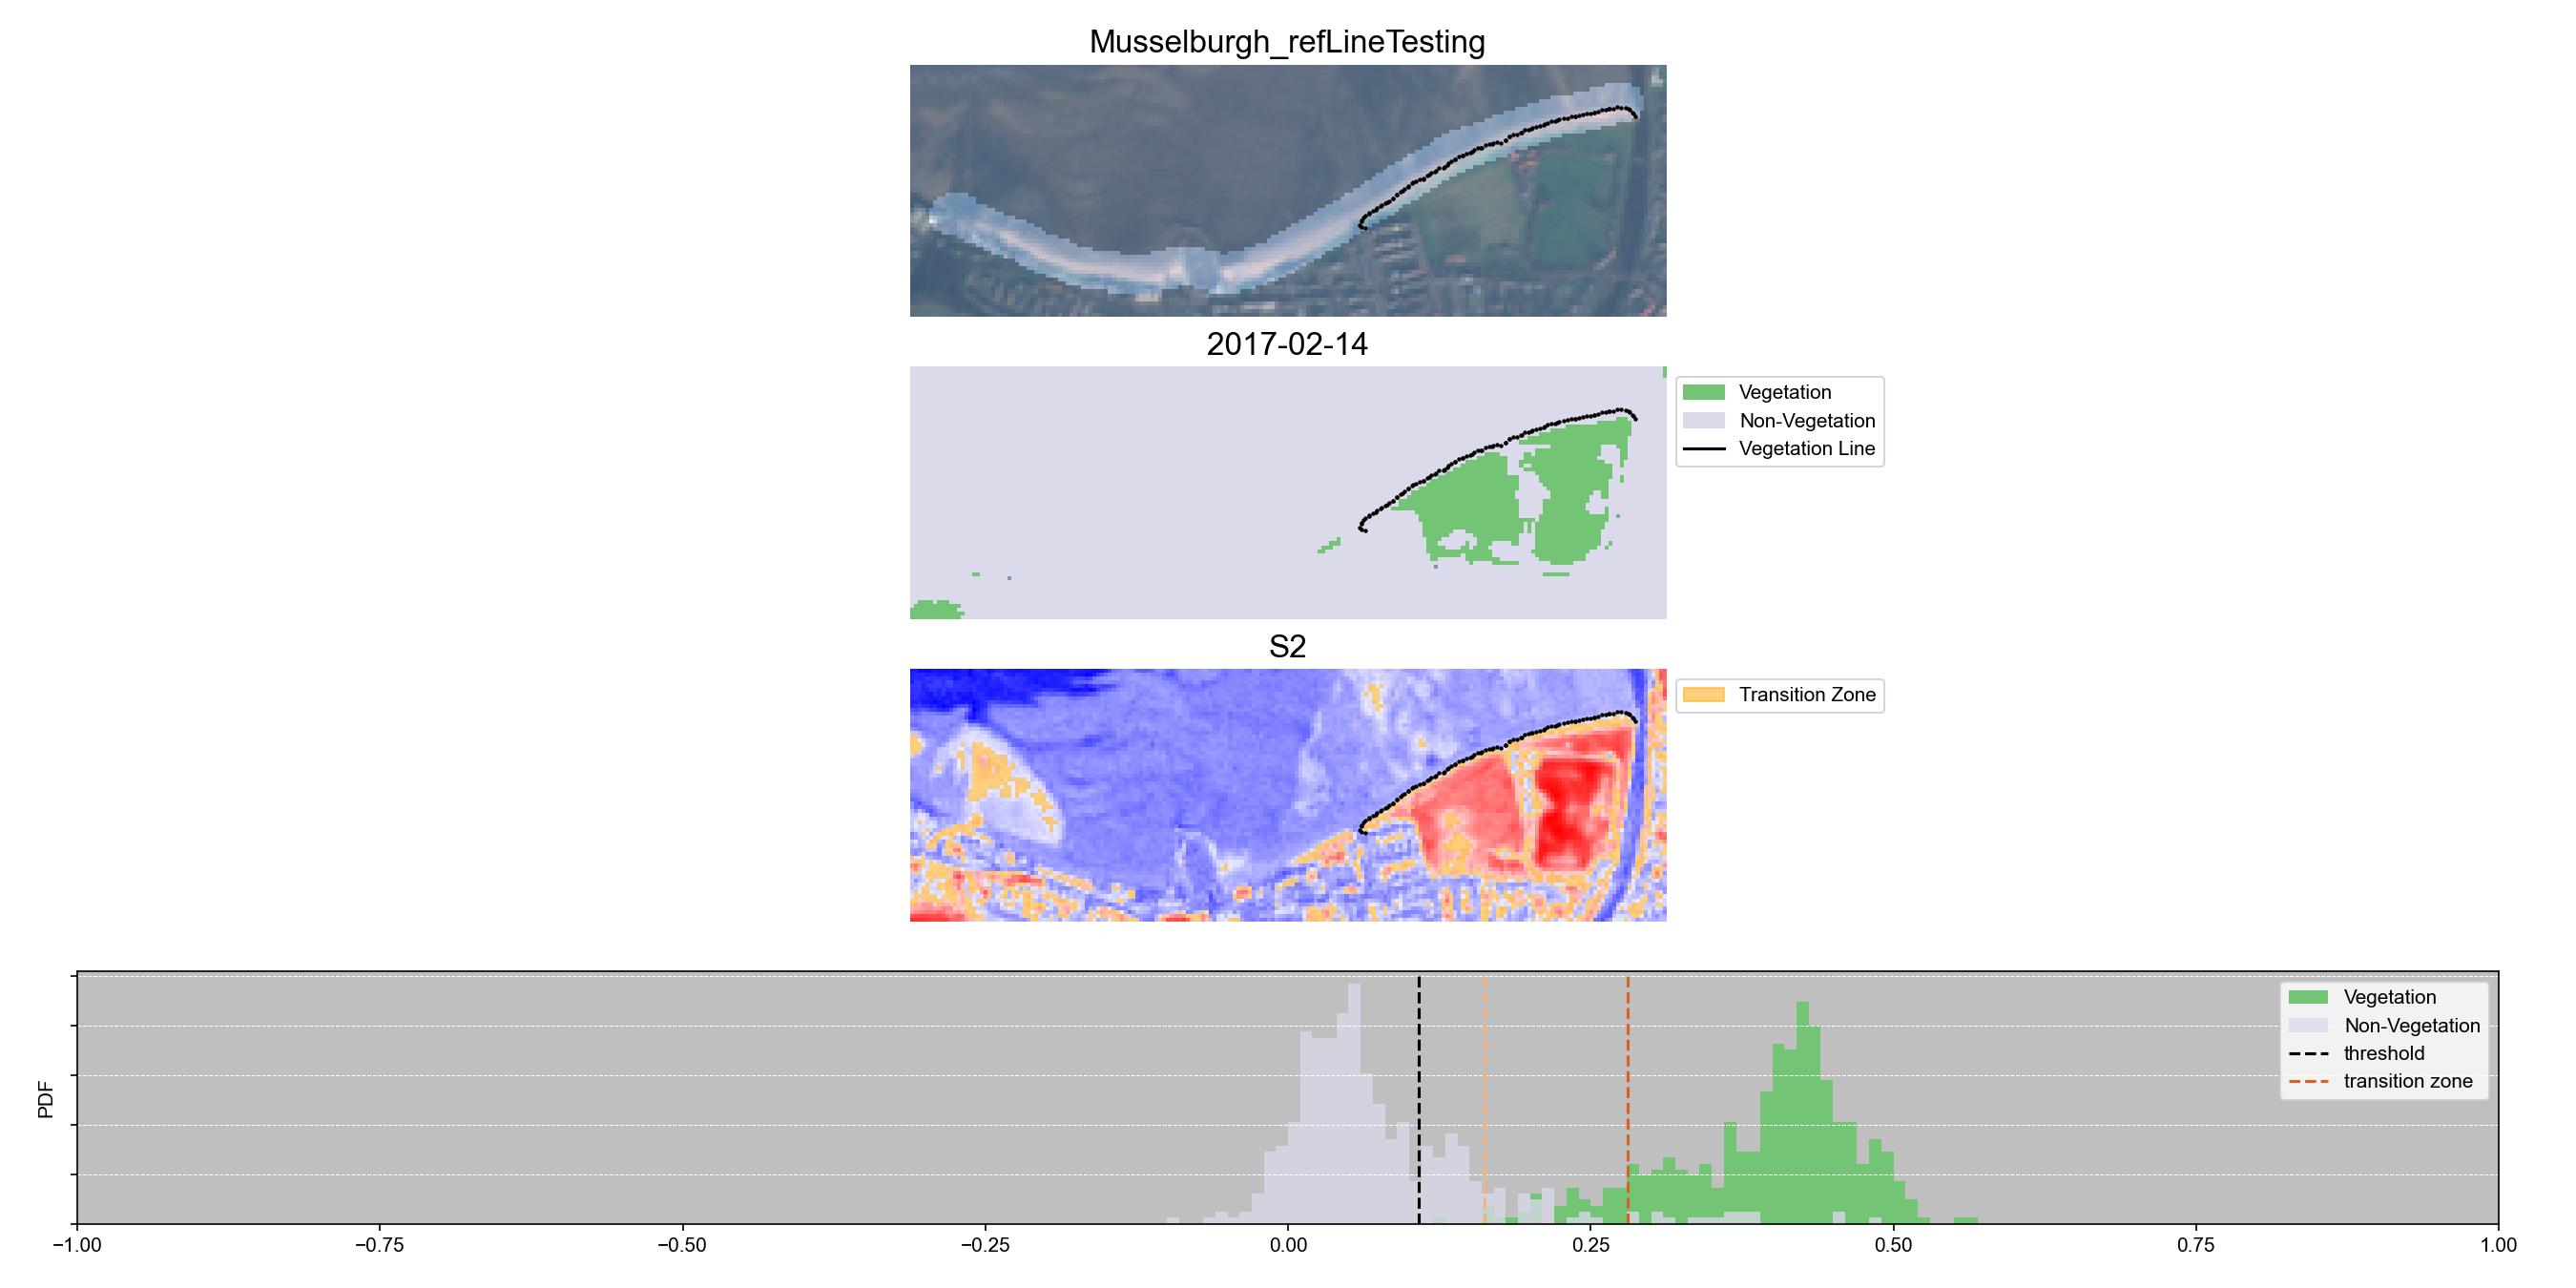 Musselburgh_refLineTesting
2017-02-14
Vegetation
Non-Vegetation
Vegetation Line
S2
Transition Zone
PDF
Vegetation
Non-Vegetation
threshold
transition zone
−1.00 −0.75 −0.50 −0.25 0.00 0.25 0.50 0.75 1.00